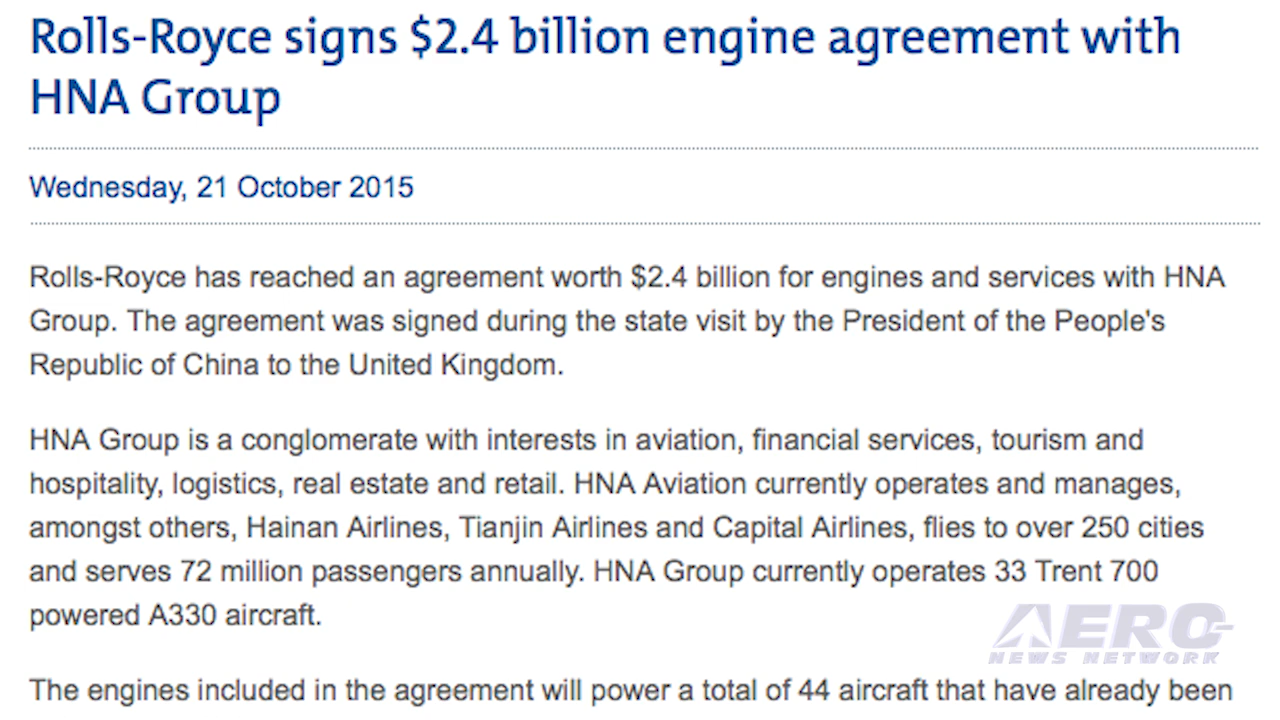 Rolls-Royce signs $2.4 billion engine agreement with
HNA Group
Wednesday, 21 October 2015
Rolls-Royce has reached an agreement worth $2.4 billion for engines and services with HNA
Group. The agreement was signed during the state visit by the President of the People's
Republic of China to the United Kingdom.
HNA Group is a conglomerate with interests in aviation, financial services, tourism and
hospitality, logistics, real estate and retail. HNA Aviation currently operates and manages,
amongst others, Hainan Airlines, Tianjin Airlines and Capital Airlines, flies to over 250 cities
and serves 72 million passengers annually. HNA Group currently operates 33 Trent 700
powered A330 aircraft.
AERO
NEWS NETWORK
The engines included in the agreement will power a total of 44 aircraft that have already been